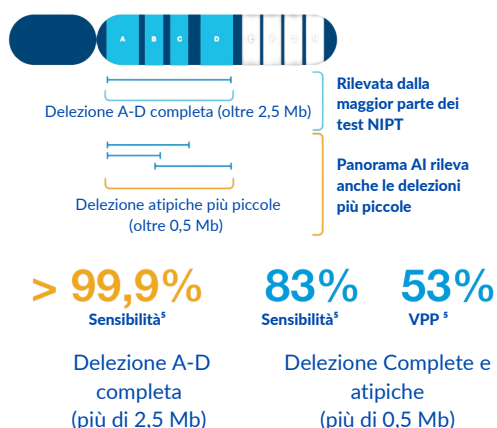 A B C D
Delezione A-D completa (oltre 2,5 Mb)
Rilevata dalla
maggior parte dei
test NIPT
Delezione atipiche più piccole
(oltre 0,5 Mb)
Panorama AI rileva
anche le delezioni
più piccole
> 99,9%
Sensibilità⁵
83%
Sensibilità⁵
53%
VPP ⁵
Delezione A-D
completa
(più di 2,5 Mb)
Delezione Complete e
atipiche
(più di 0,5 Mb)